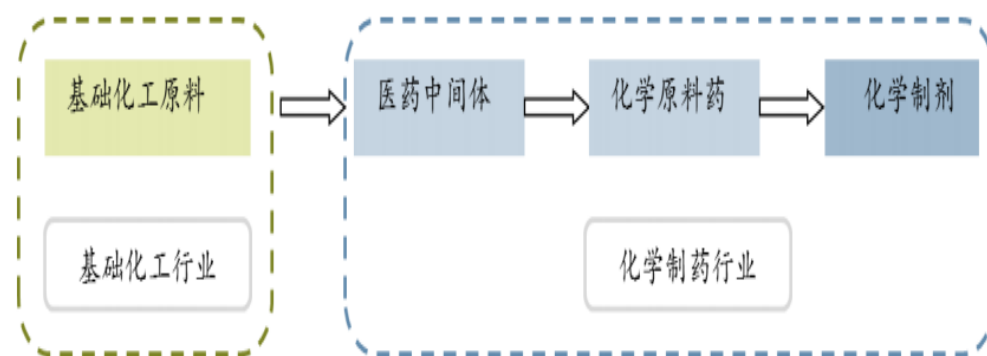 基础化工原料
医药中间体
化学原料药
化学制剂
基础化工行业
化学制药行业